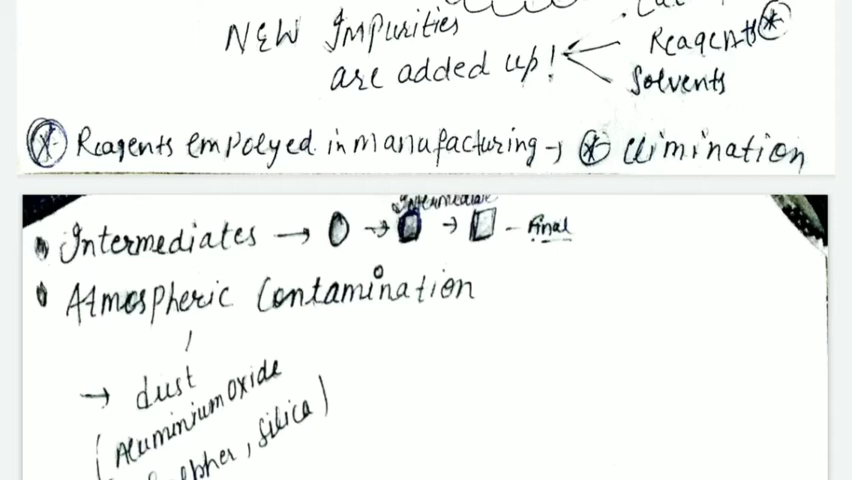 NEW Impurities
are added up!
Reagents
Solvents
Reagents empolyed in manufacturing → Elimination
Intermediate
Intermediates → → → - Final
Atmospheric Contamination
→ dust
(Aluminium oxide
, silica)